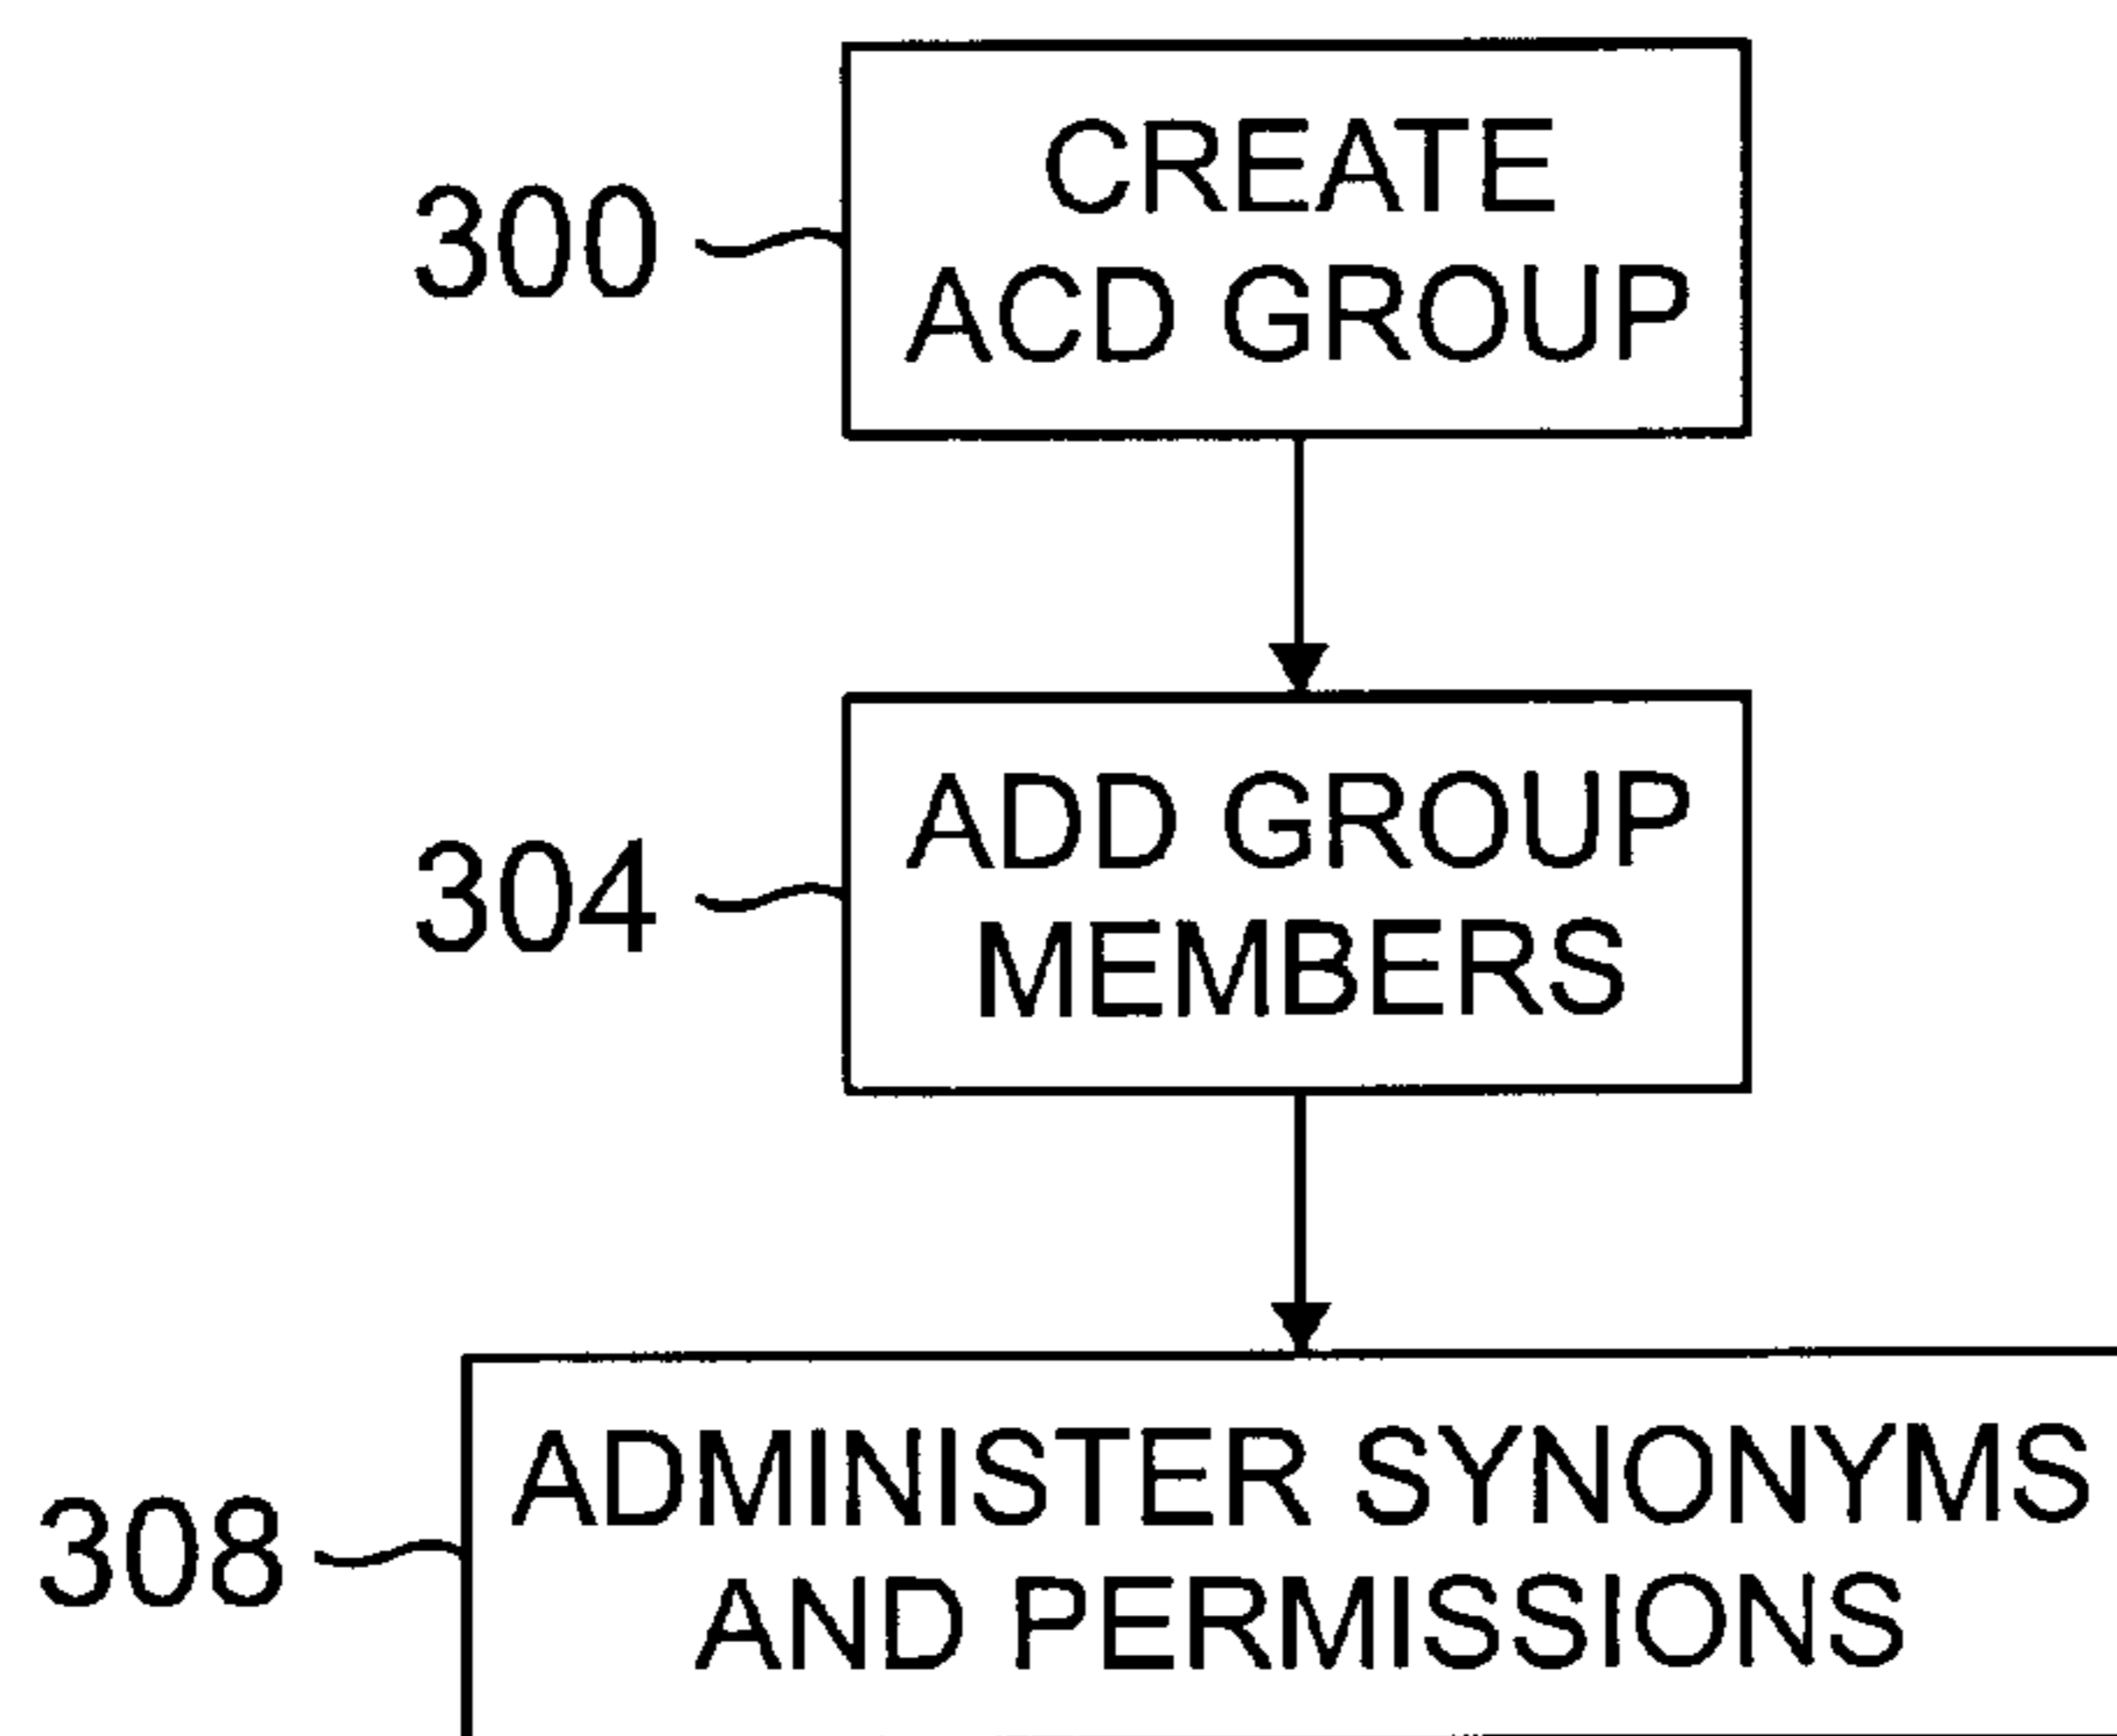 300
CREATE
ACD GROUP
304
ADD GROUP
MEMBERS
308
ADMINISTER SYNONYMS
AND PERMISSIONS